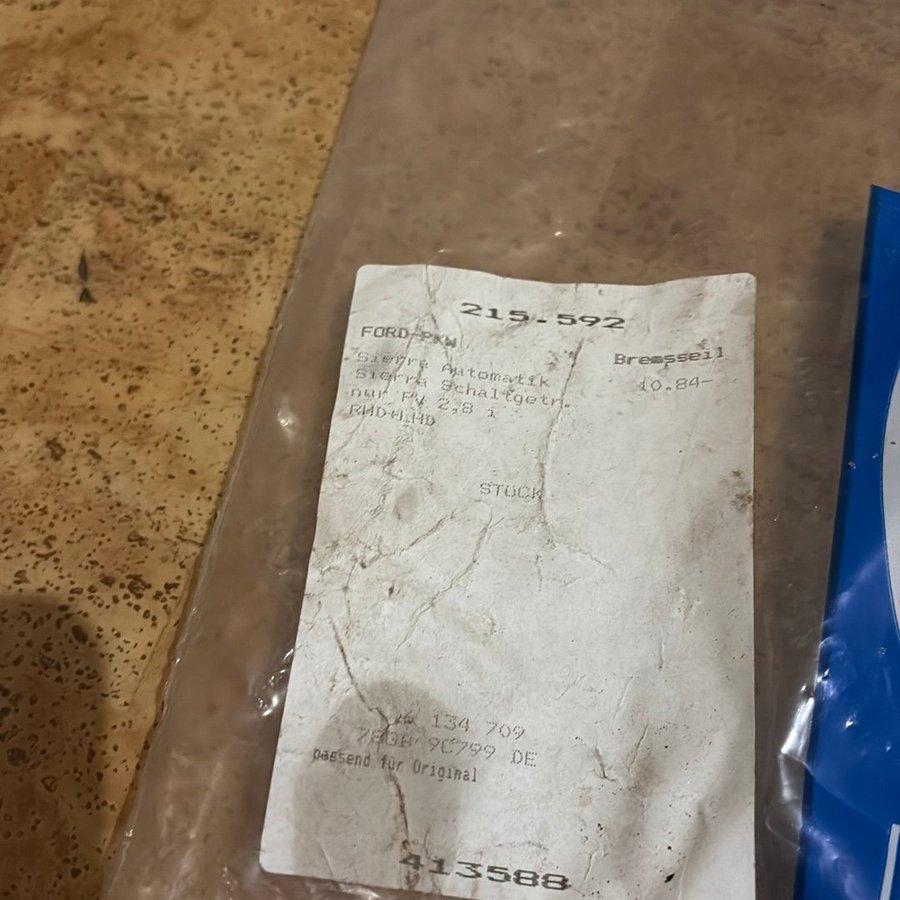 215.592
FORD-PKW
Bremsseil
Sierra Automatik
10.84-
Sierra Schaltgetr.
nur FV 2,8 i
RHD+LHD
STÜCK
134 709
9C799 DE
passend für Original
413588